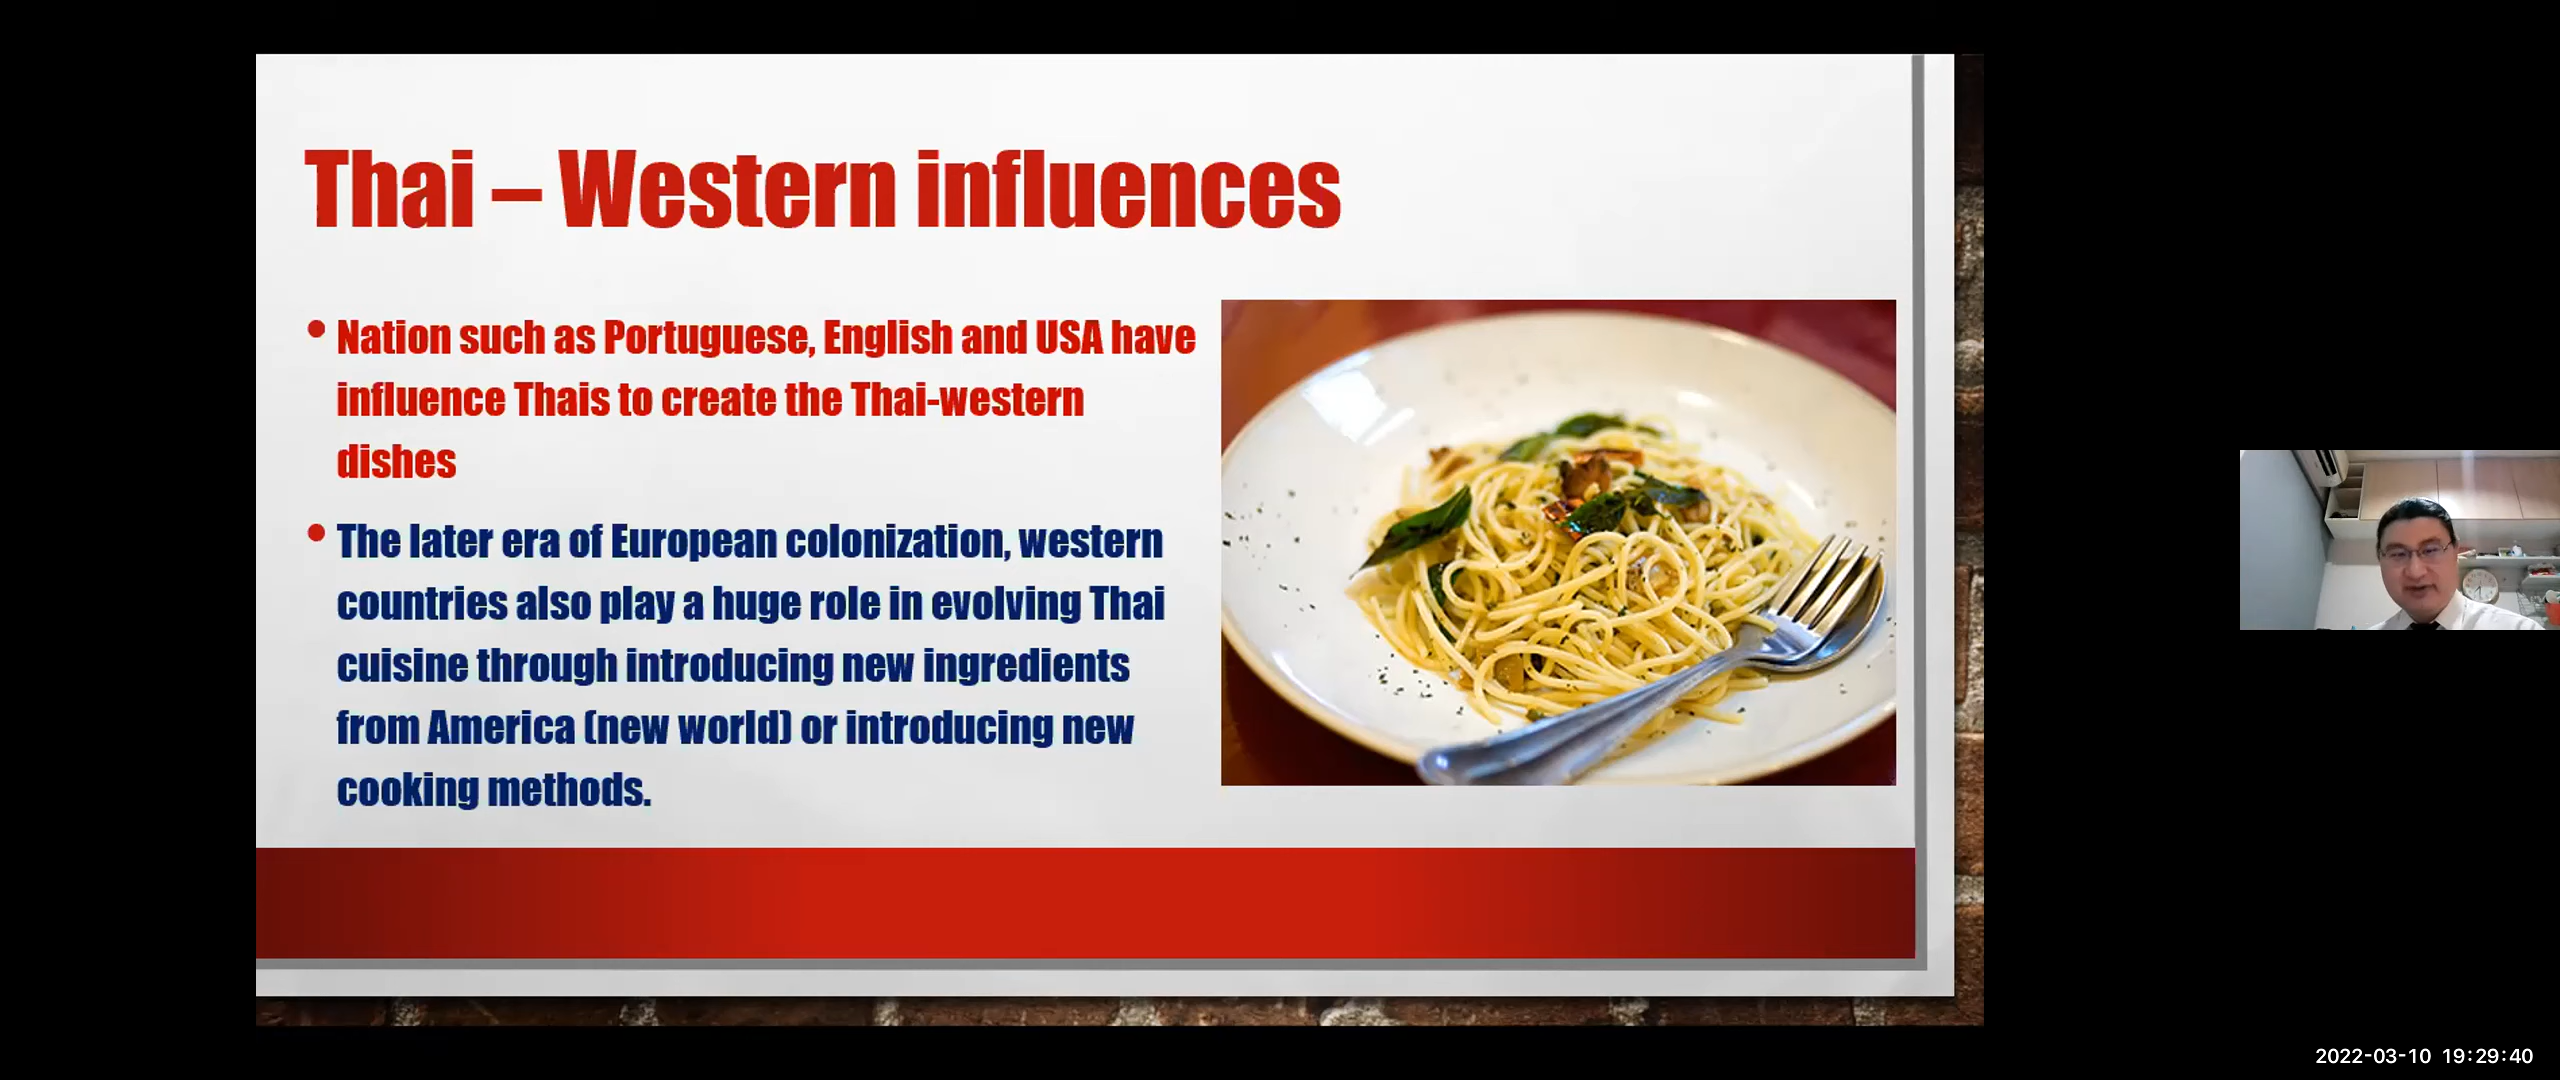 Thai – Western influences
• Nation such as Portuguese, English and USA have
influence Thais to create the Thai-western
dishes
• The later era of European colonization, western
countries also play a huge role in evolving Thai
cuisine through introducing new ingredients
from America (new world) or introducing new
cooking methods.
2022-03-10 19:29:40